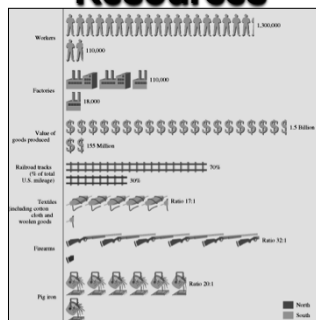 Resources
Workers
1,300,000
110,000
Factories
110,000
18,000
Value of
goods produced
1.5 Billion
155 Million
Railroad tracks
(% of total
U.S. mileage)
70%
30%
Textiles
including cotton
cloth and
woolen goods
Ratio 17:1
Firearms
Ratio 32:1
Pig iron
Ratio 20:1
North
South